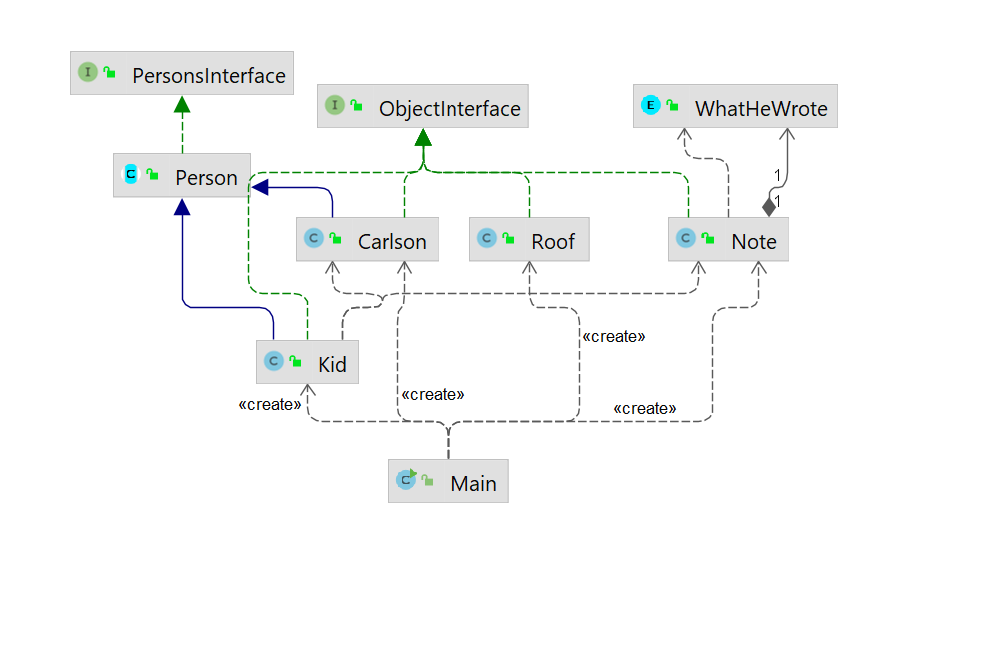 I PersonsInterface
I ObjectInterface
E WhatHeWrote
C Person
1
1
C Carlson
C Roof
C Note
«create»
C Kid
«create»
«create»
«create»
C Main